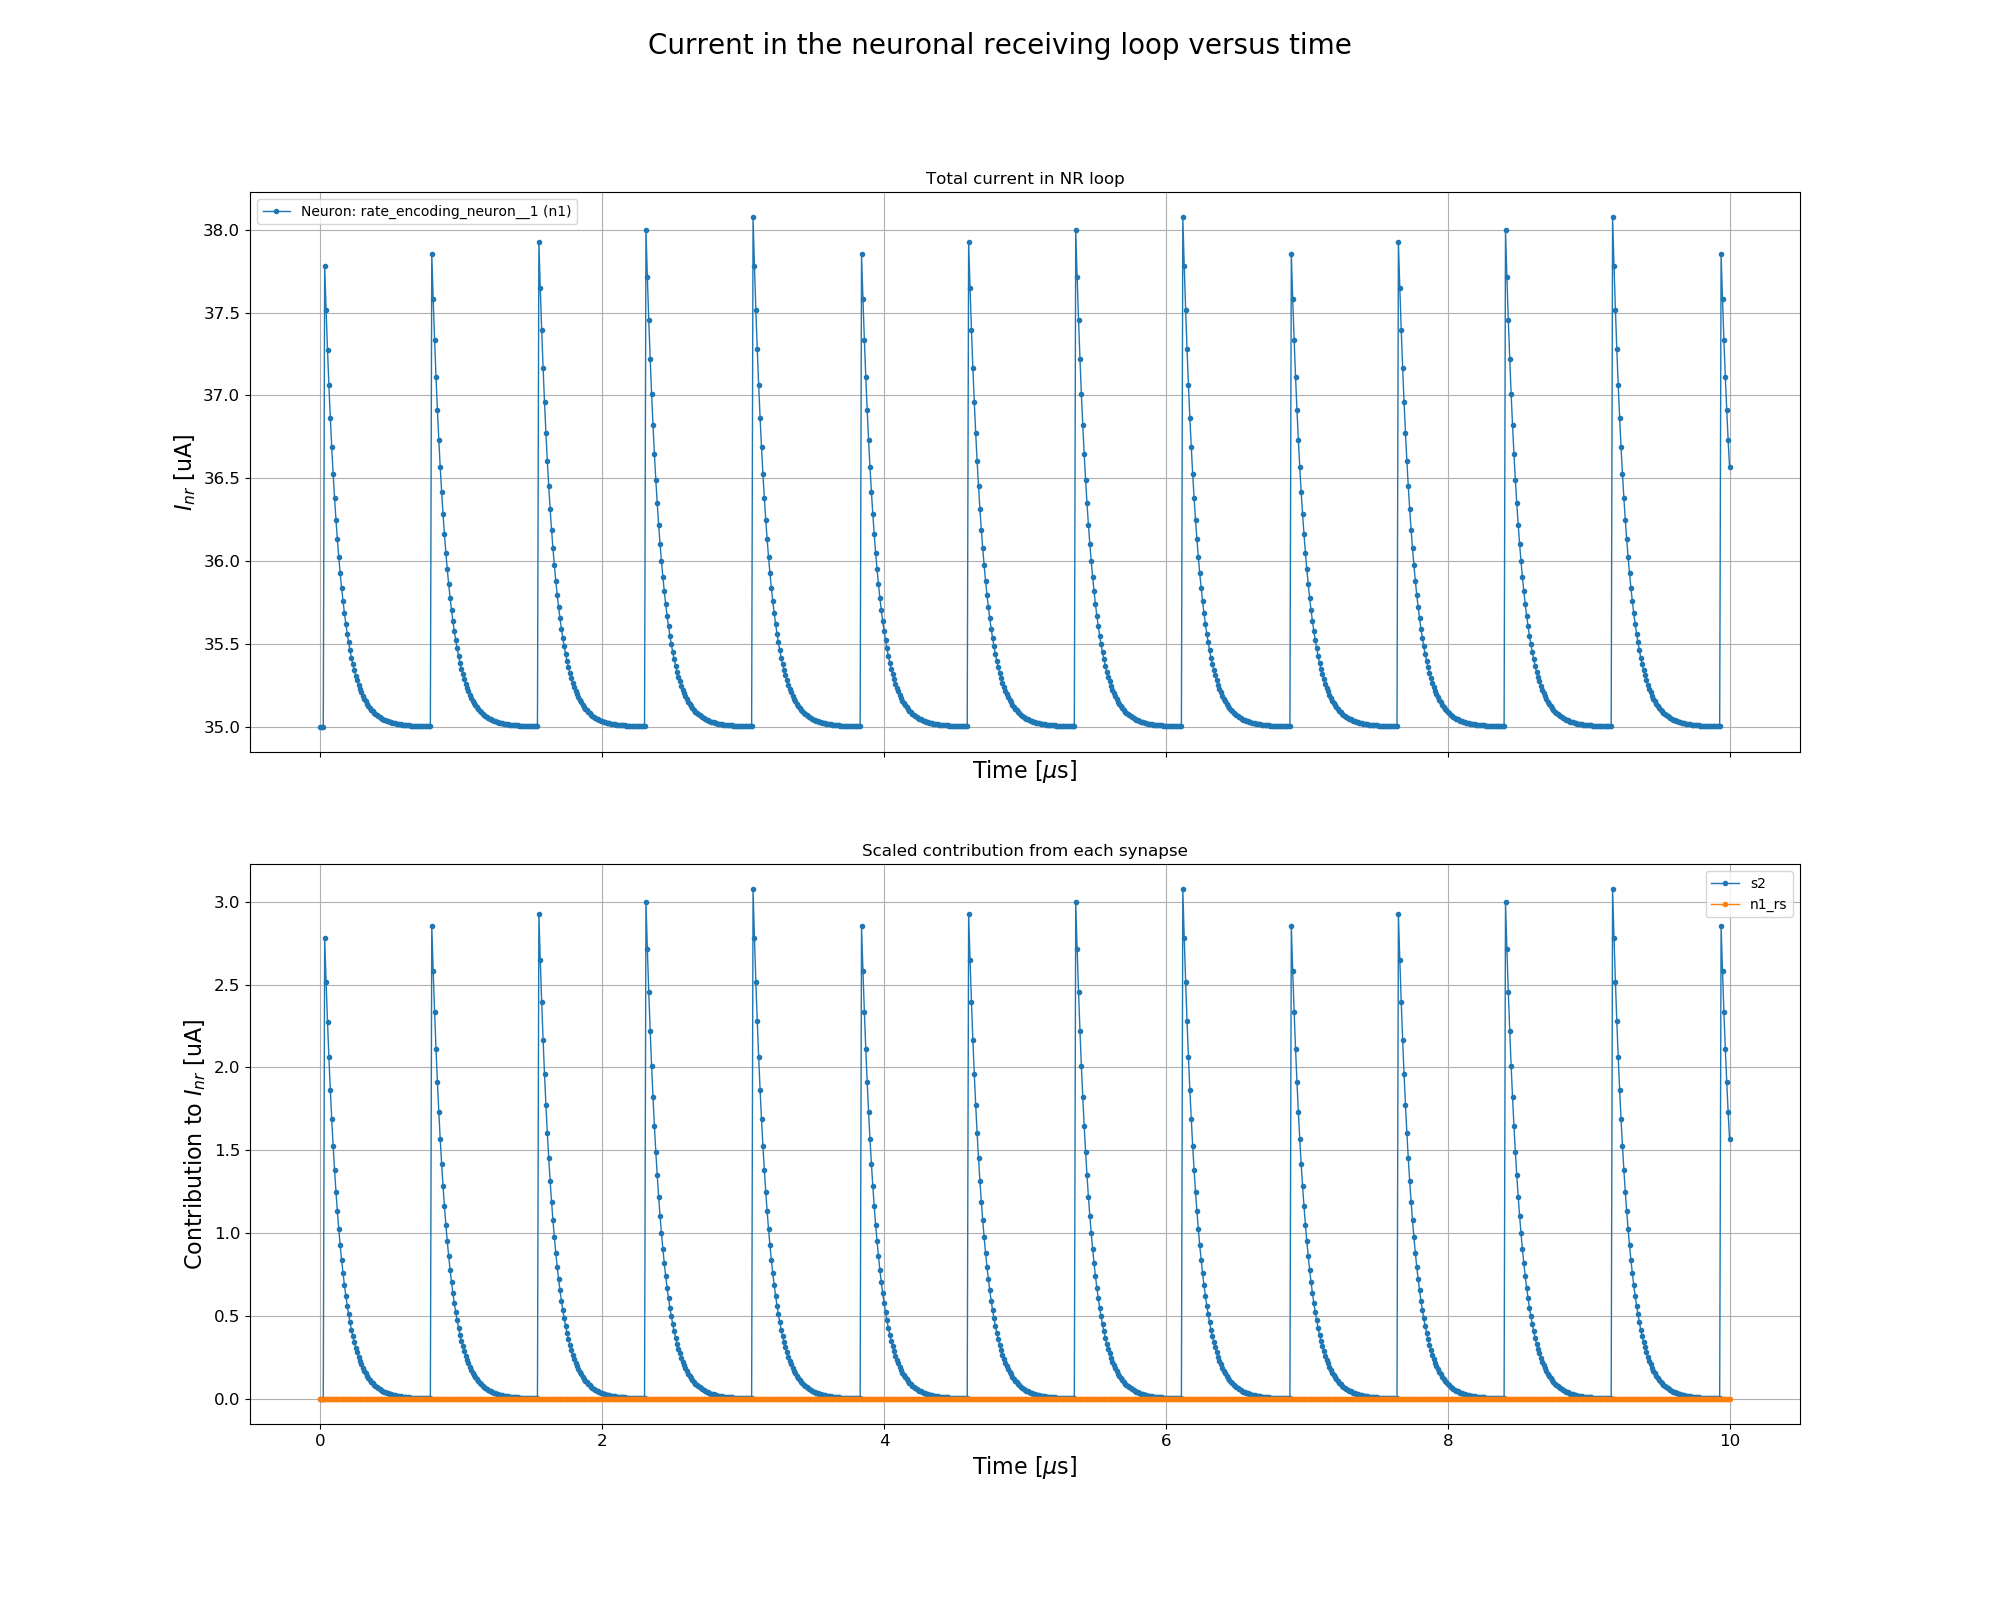 Current in the neuronal receiving loop versus time
Total current in NR loop
Neuron: rate_encoding_neuron__1 (n1)
38.0
37.5
37.0
36.5
36.0
35.5
35.0
I_nr [uA]
Time [μs]
Scaled contribution from each synapse
s2
n1_rs
3.0
2.5
2.0
1.5
1.0
0.5
0.0
Contribution to I_nr [uA]
0 2 4 6 8 10
Time [μs]